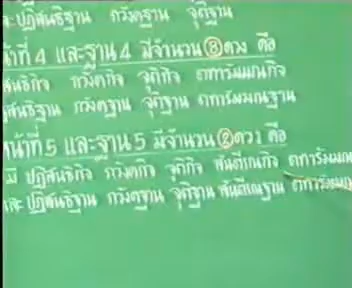 ะปฏิสนธิฐาน ภวังคฐาน จุติฐาน
น้าที่ 4 และฐาน 4 มีจำนวน ⑧ ดวง คือ
สนธิกิจ ภวังคกิจ จุติกิจ ตทารัมมณกิจ
สนธิฐาน ภวังคฐาน จุติฐาน ตทารัมมณฐาน
หน้าที่ 5 และฐาน 5 มีจำนวน ② ดวง คือ
มี ปฏิสนธิกิจ ภวังคกิจ จุติกิจ สันตีรณกิจ ตทารัมมณ
และ ปฏิสนธิฐาน ภวังคฐาน จุติฐาน สันตีรณฐาน ตทารัมมณ